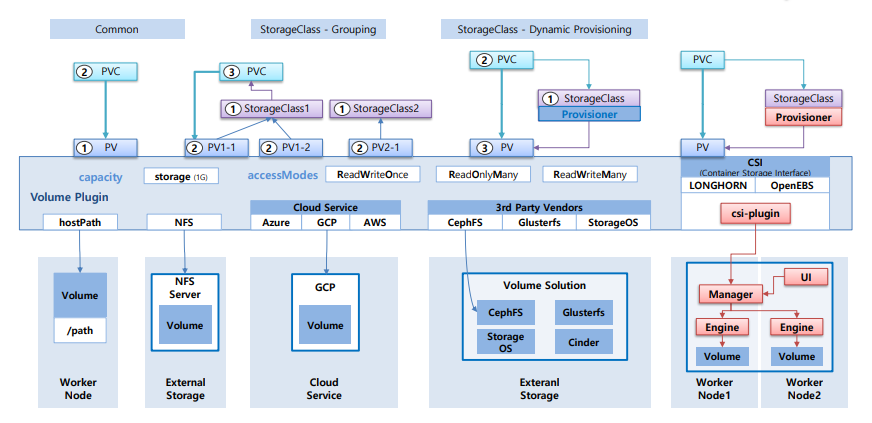 Common
StorageClass - Grouping
StorageClass - Dynamic Provisioning
2 PVC
3 PVC
2 PVC
PVC
1 StorageClass1
1 StorageClass2
1 StorageClass
Provisioner
StorageClass
Provisioner
1 PV
2 PV1-1
2 PV1-2
2 PV2-1
3 PV
PV
capacity
storage (1G)
accessModes
ReadWriteOnce
ReadOnlyMany
ReadWriteMany
CSI
(Container Storage Interface)
LONGHORN
OpenEBS
csi-plugin
Volume Plugin
hostPath
NFS
Cloud Service
Azure
GCP
AWS
3rd Party Vendors
CephFS
Glusterfs
StorageOS
Volume
/path
Worker
Node
NFS
Server
Volume
External
Storage
GCP
Volume
Cloud
Service
Volume Solution
CephFS
Glusterfs
Storage
OS
Cinder
Exteranl
Storage
UI
Manager
Engine
Engine
Volume
Volume
Worker
Node1
Worker
Node2